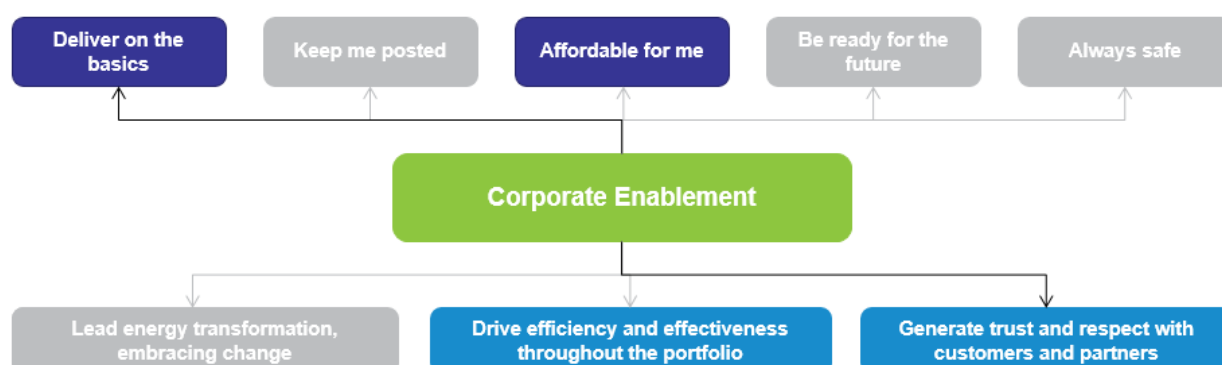 Deliver on the
basics
Keep me posted
Affordable for me
Be ready for the
future
Always safe
Corporate Enablement
Lead energy transformation,
embracing change
Drive efficiency and effectiveness
throughout the portfolio
Generate trust and respect with
customers and partners